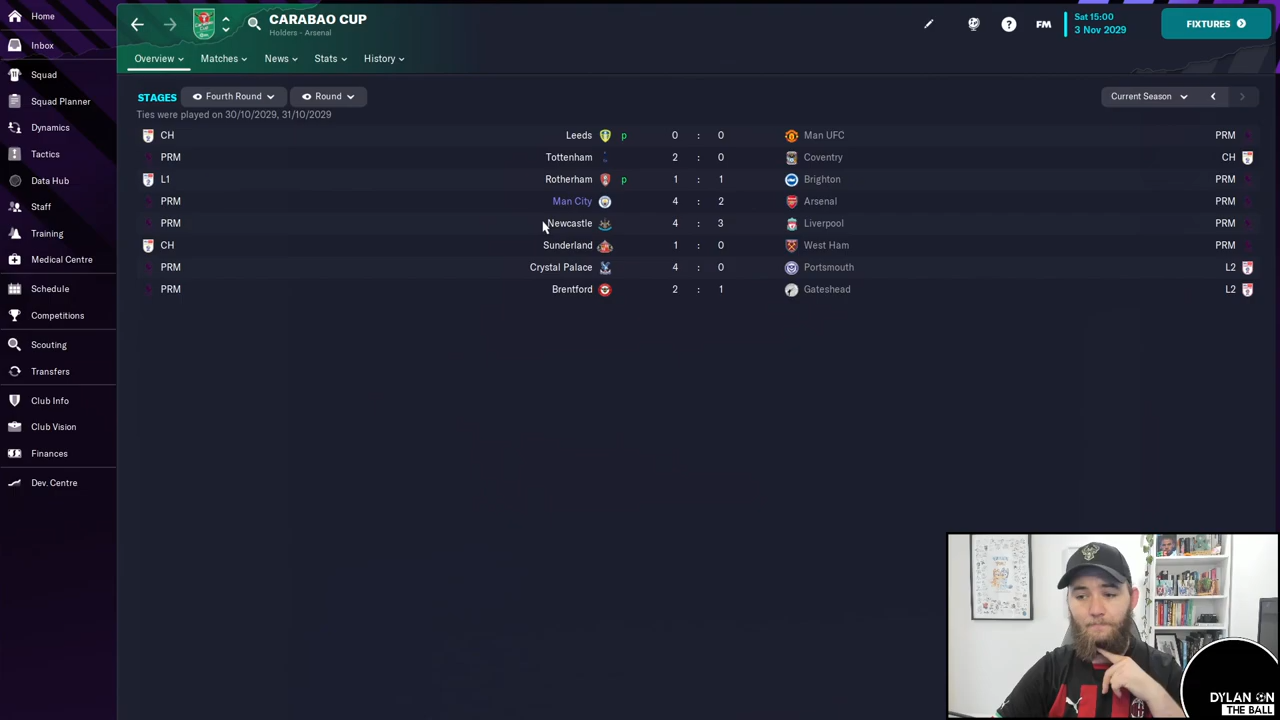 CARABAO CUP
Holders - Arsenal
FM
Sat 15:00
3 Nov 2029
FIXTURES
Overview Matches News Stats History
Home
Inbox
Squad
Squad Planner
Dynamics
Tactics
Data Hub
Staff
Training
Medical Centre
Schedule
Competitions
Scouting
Transfers
Club Info
Club Vision
Finances
Dev. Centre
STAGES Fourth Round Round Current Season
Ties were played on 30/10/2029, 31/10/2029
CH Leeds p 0 : 0 Man UFC PRM
PRM Tottenham 2 : 0 Coventry CH
L1 Rotherham p 1 : 1 Brighton PRM
PRM Man City 4 : 2 Arsenal PRM
PRM Newcastle 4 : 3 Liverpool PRM
CH Sunderland 1 : 0 West Ham PRM
PRM Crystal Palace 4 : 0 Portsmouth L2
PRM Brentford 2 : 1 Gateshead L2
DYLAN ON
THE BALL